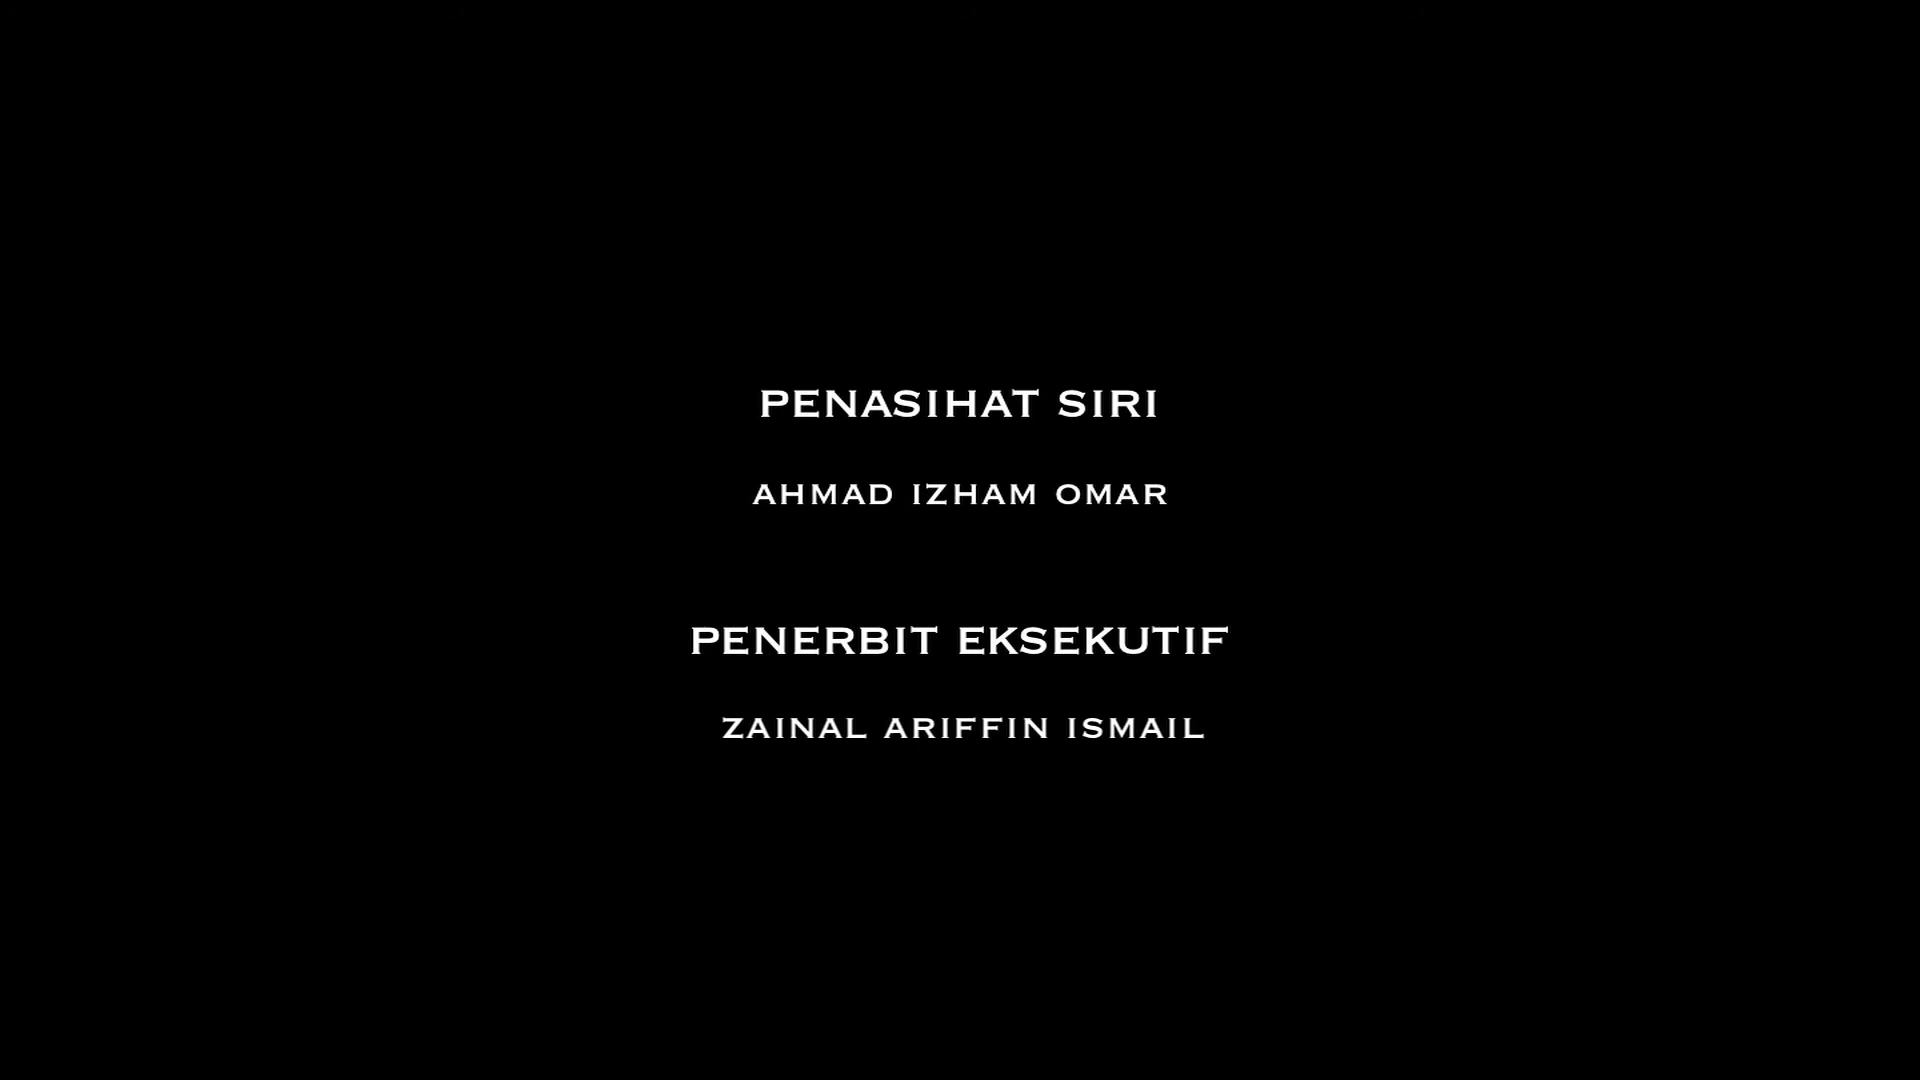 PENASIHAT SIRI
AHMAD IZHAM OMAR
PENERBIT EKSEKUTIF
ZAINAL ARIFFIN ISMAIL